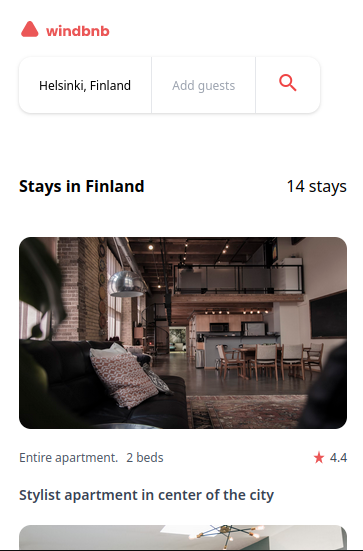 windbnb
Helsinki, Finland Add guests
Stays in Finland 14 stays
Entire apartment. 2 beds 4.4
Stylist apartment in center of the city